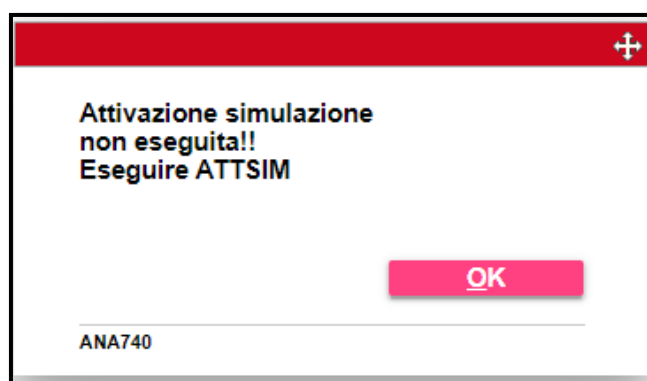 Attivazione simulazione
non eseguita!!
Eseguire ATTSIM
OK
ANA740